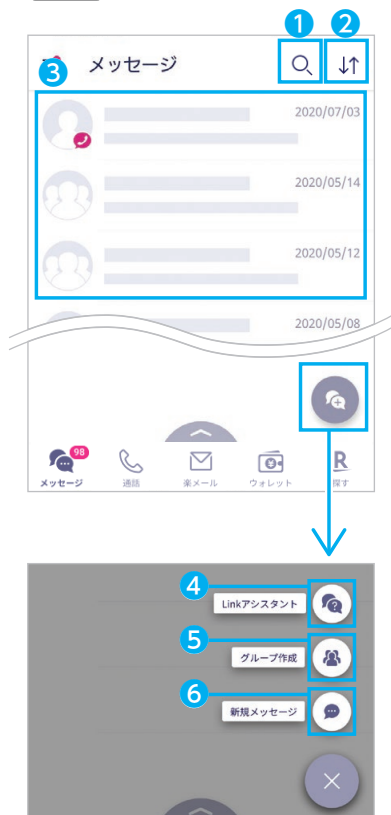 1 2
3 メッセージ
2020/07/03
2020/05/14
2020/05/12
2020/05/08
98
メッセージ 通話 楽メール ウォレット 探す
R
4
Linkアシスタント
5
グループ作成
6
新規メッセージ